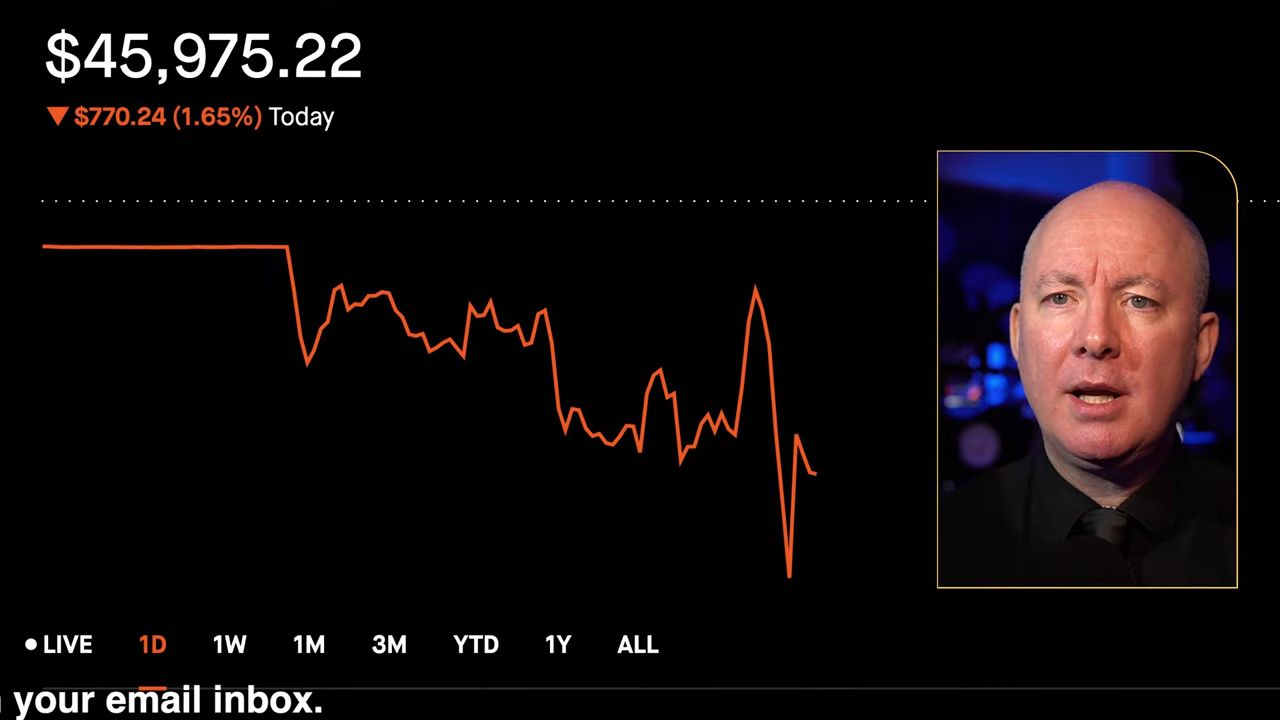 $45,975.22
▼ $770.24 (1.65%) Today
LIVE 1D 1W 1M 3M YTD 1Y ALL
your email inbox.